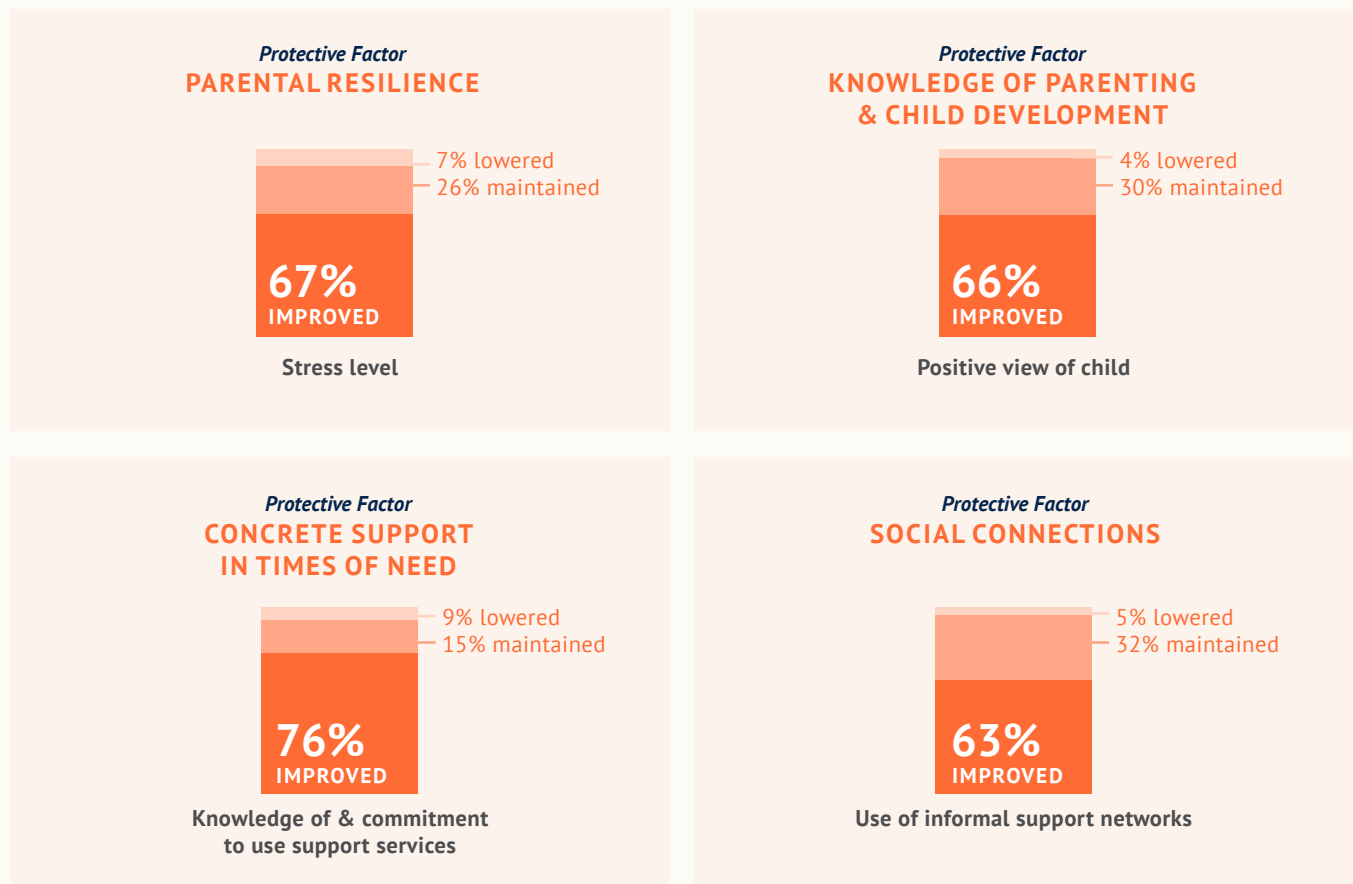 Protective Factor
PARENTAL RESILIENCE
7% lowered
26% maintained
67%
IMPROVED
Stress level
Protective Factor
KNOWLEDGE OF PARENTING
& CHILD DEVELOPMENT
4% lowered
30% maintained
66%
IMPROVED
Positive view of child
Protective Factor
CONCRETE SUPPORT
IN TIMES OF NEED
9% lowered
15% maintained
76%
IMPROVED
Knowledge of & commitment
to use support services
Protective Factor
SOCIAL CONNECTIONS
5% lowered
32% maintained
63%
IMPROVED
Use of informal support networks